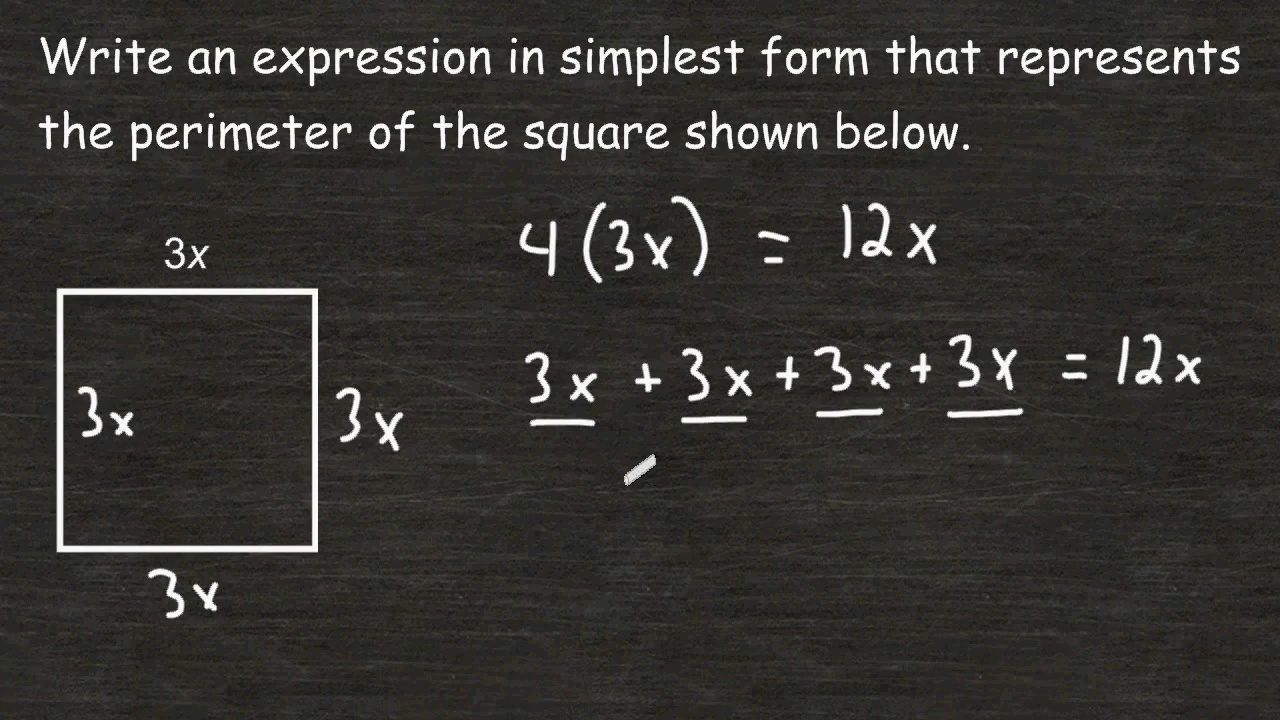 Write an expression in simplest form that represents
the perimeter of the square shown below.
3x
4(3x) = 12x
3x + 3x + 3x + 3x = 12x
3x
3x
3x